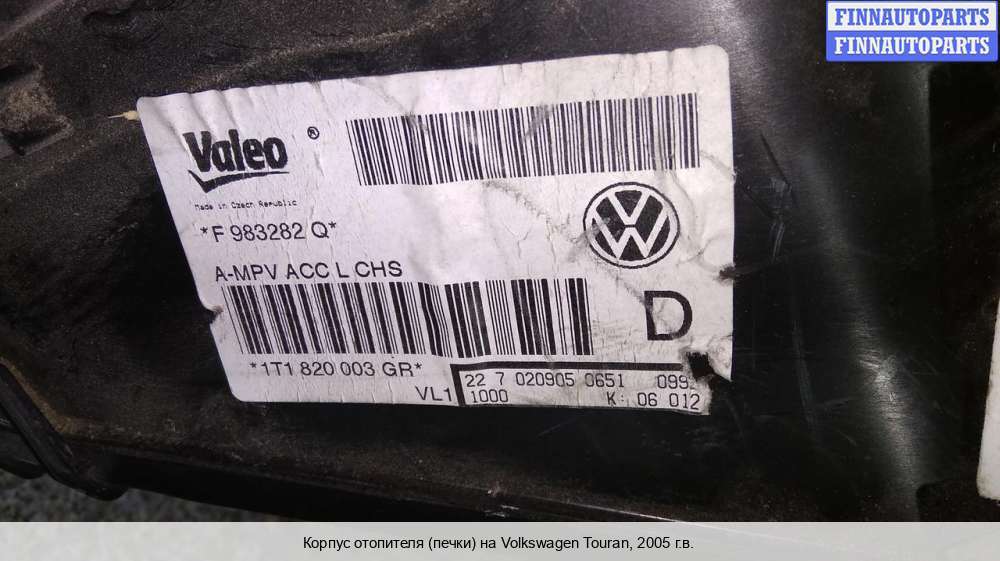 FINNAUTOPARTS
FINNAUTOPARTS
Valeo ®
Made in Czech Republic
*F 983282 Q*
A-MPV ACC L CHS
D
*1T1 820 003 GR*
VL1
22 7 020905 0651 099
1000 K: 06 012
Корпус отопителя (печки) на Volkswagen Touran, 2005 г.в.